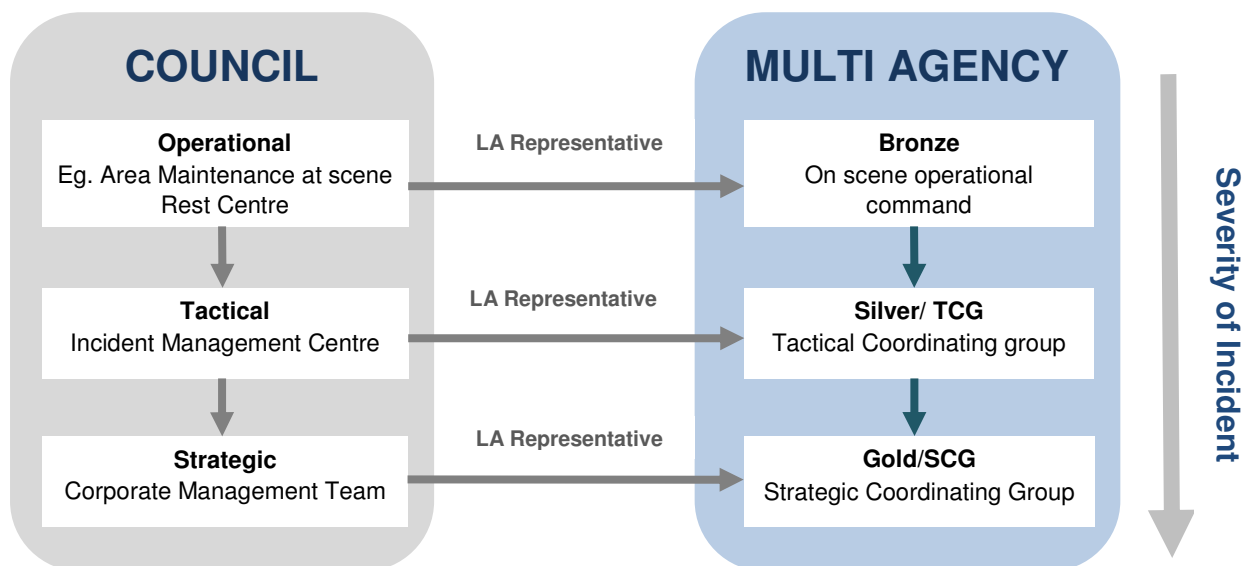 COUNCIL
Operational
Eg. Area Maintenance at scene
Rest Centre
Tactical
Incident Management Centre
Strategic
Corporate Management Team
LA Representative
LA Representative
LA Representative
MULTI AGENCY
Bronze
On scene operational
command
Silver/ TCG
Tactical Coordinating group
Gold/SCG
Strategic Coordinating Group
Severity of Incident